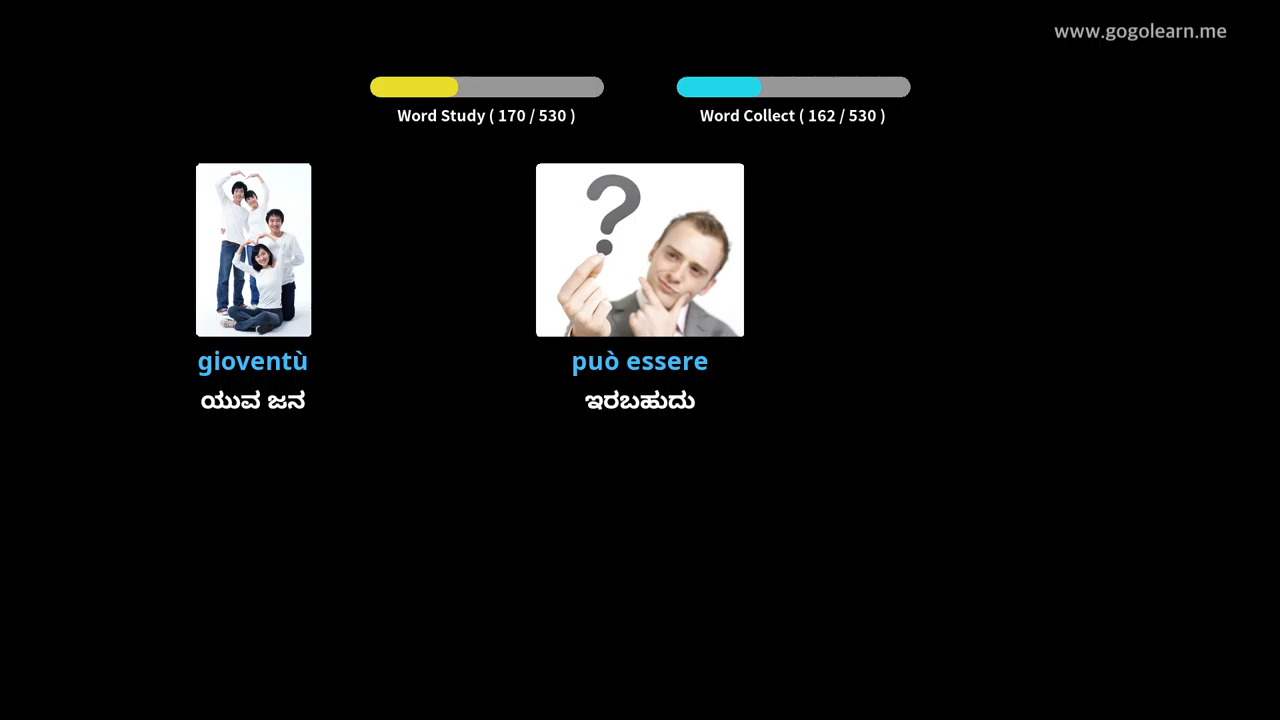 www.gogolearn.me
Word Study ( 170 / 530 )
Word Collect ( 162 / 530 )
gioventù
ಯುವ ಜನ
può essere
ಇರಬಹುದು